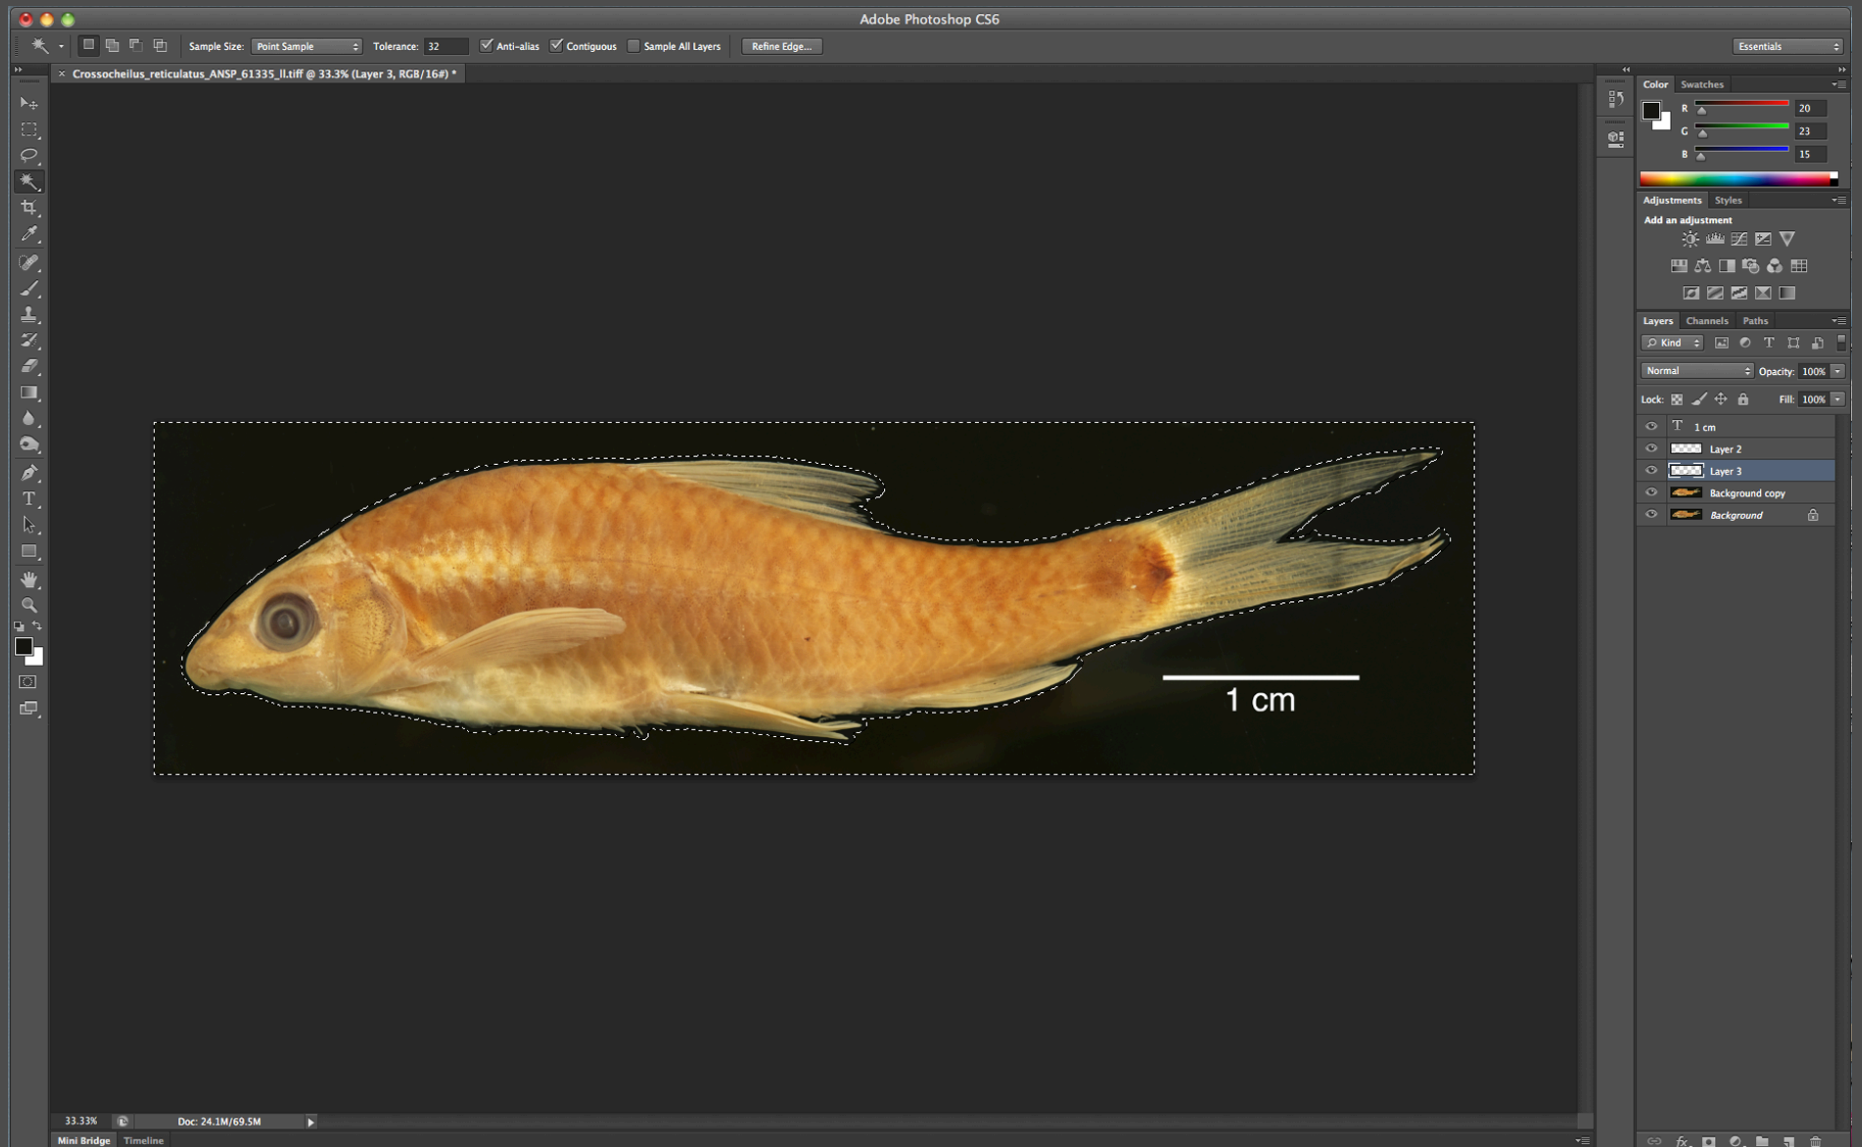 Adobe Photoshop CS6
Sample Size: Point Sample Tolerance: 32 Anti-alias Contiguous Sample All Layers Refine Edge... Essentials
× Crossocheilus_reticulatus_ANSP_61335_ll.tiff @ 33.3% (Layer 3, RGB/16#) *
Color Swatches
R 20
G 23
B 15
Adjustments Styles
Add an adjustment
Layers Channels Paths
Kind
Normal Opacity: 100%
Lock: Fill: 100%
T 1 cm
Layer 2
Layer 3
Background copy
Background
1 cm
33.33% Doc: 24.1M/69.5M
Mini Bridge Timeline
fx